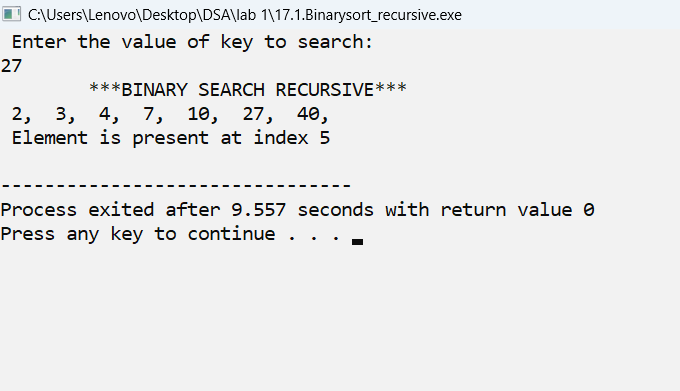 C:\Users\Lenovo\Desktop\DSA\lab 1\17.1.Binarysort_recursive.exe
Enter the value of key to search:
27
***BINARY SEARCH RECURSIVE***
2,  3,  4,  7,  10,  27,  40,
Element is present at index 5
--------------------------------
Process exited after 9.557 seconds with return value 0
Press any key to continue . . .